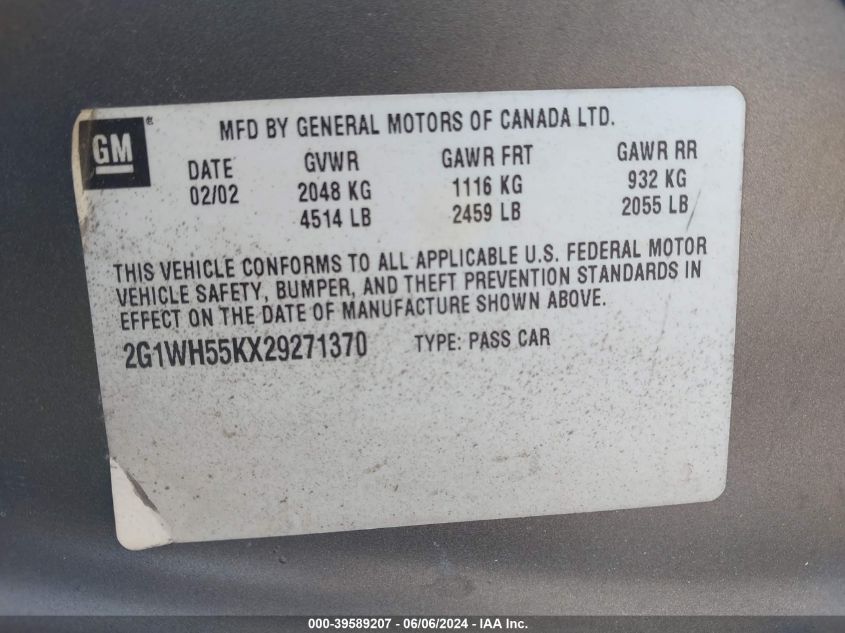 GM
MFD BY GENERAL MOTORS OF CANADA LTD.
DATE GVWR GAWR FRT GAWR RR
02/02 2048 KG 1116 KG 932 KG
4514 LB 2459 LB 2055 LB
THIS VEHICLE CONFORMS TO ALL APPLICABLE U.S. FEDERAL MOTOR
VEHICLE SAFETY, BUMPER, AND THEFT PREVENTION STANDARDS IN
EFFECT ON THE DATE OF MANUFACTURE SHOWN ABOVE.
2G1WH55KX29271370 TYPE: PASS CAR
000-39589207 - 06/06/2024 - IAA Inc.